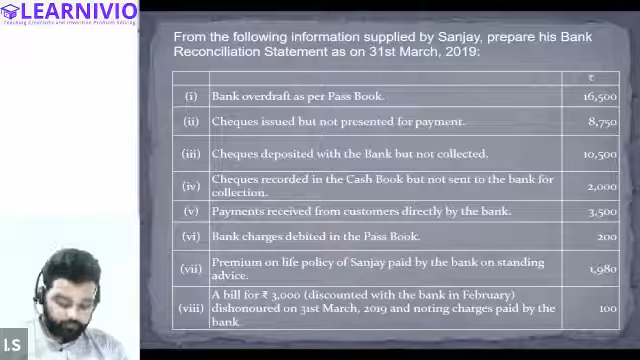 LEARNIVIO
Teaching Creativity and Inventive Problem Solving
From the following information supplied by Sanjay, prepare his Bank
Reconciliation Statement as on 31st March, 2019:
₹
(i) Bank overdraft as per Pass Book. 16,500
(ii) Cheques issued but not presented for payment. 8,750
(iii) Cheques deposited with the Bank but not collected. 10,500
(iv) Cheques recorded in the Cash Book but not sent to the bank for
collection. 2,000
(v) Payments received from customers directly by the bank. 3,500
(vi) Bank charges debited in the Pass Book. 200
(vii) Premium on life policy of Sanjay paid by the bank on standing
advice. 1,980
(viii) A bill for ₹ 3,000 (discounted with the bank in February)
dishonoured on 31st March, 2019 and noting charges paid by the
bank. 100
I.S